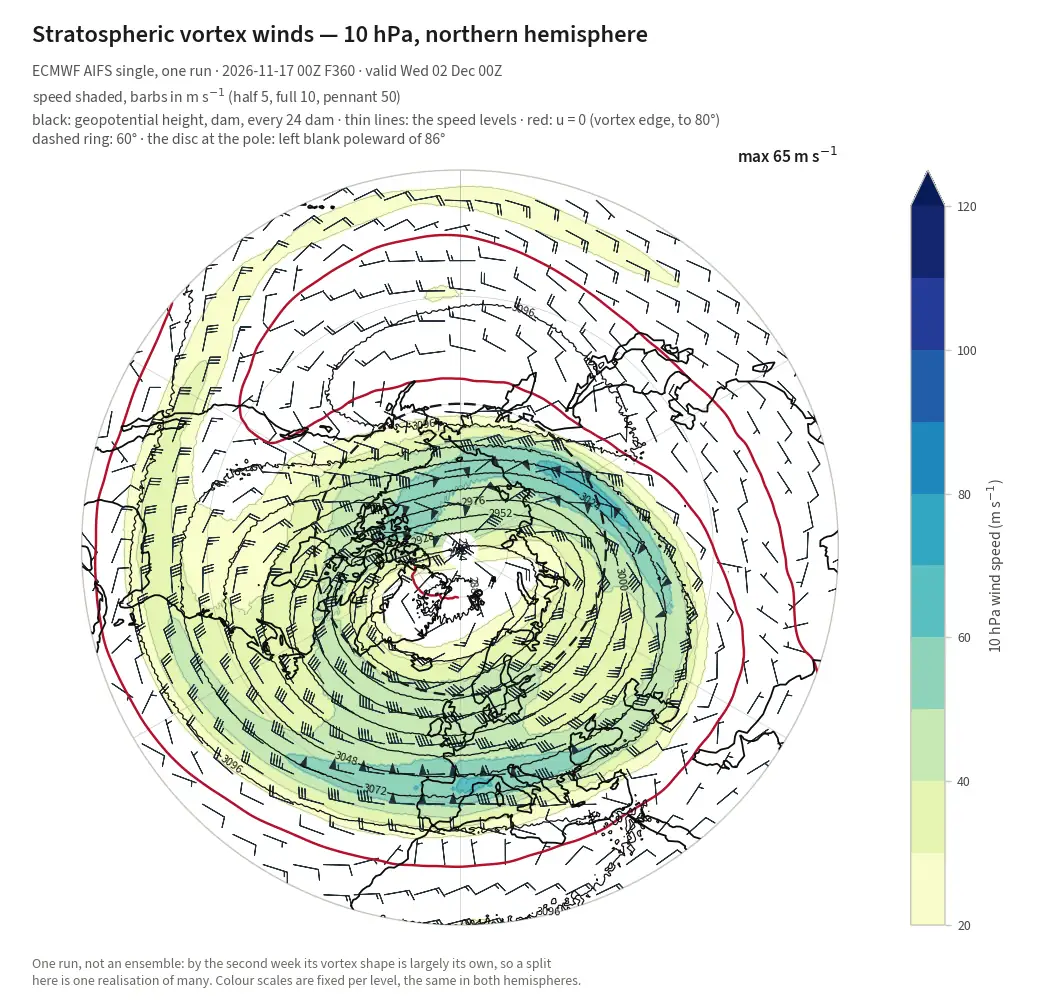 Stratospheric vortex winds — 10 hPa, northern hemisphere
ECMWF AIFS single, one run · 2026-11-17 00Z F360 · valid Wed 02 Dec 00Z
speed shaded, barbs in m s⁻¹ (half 5, full 10, pennant 50)
black: geopotential height, dam, every 24 dam · thin lines: the speed levels · red: u = 0 (vortex edge, to 80°)
dashed ring: 60° · the disc at the pole: left blank poleward of 86°
max 65 m s⁻¹
120
100
80
60
40
20
10 hPa wind speed (m s⁻¹)
3096
3096
2976
2952
2928
3000
3048
3072
3096
3096
One run, not an ensemble: by the second week its vortex shape is largely its own, so a split
here is one realisation of many. Colour scales are fixed per level, the same in both hemispheres.